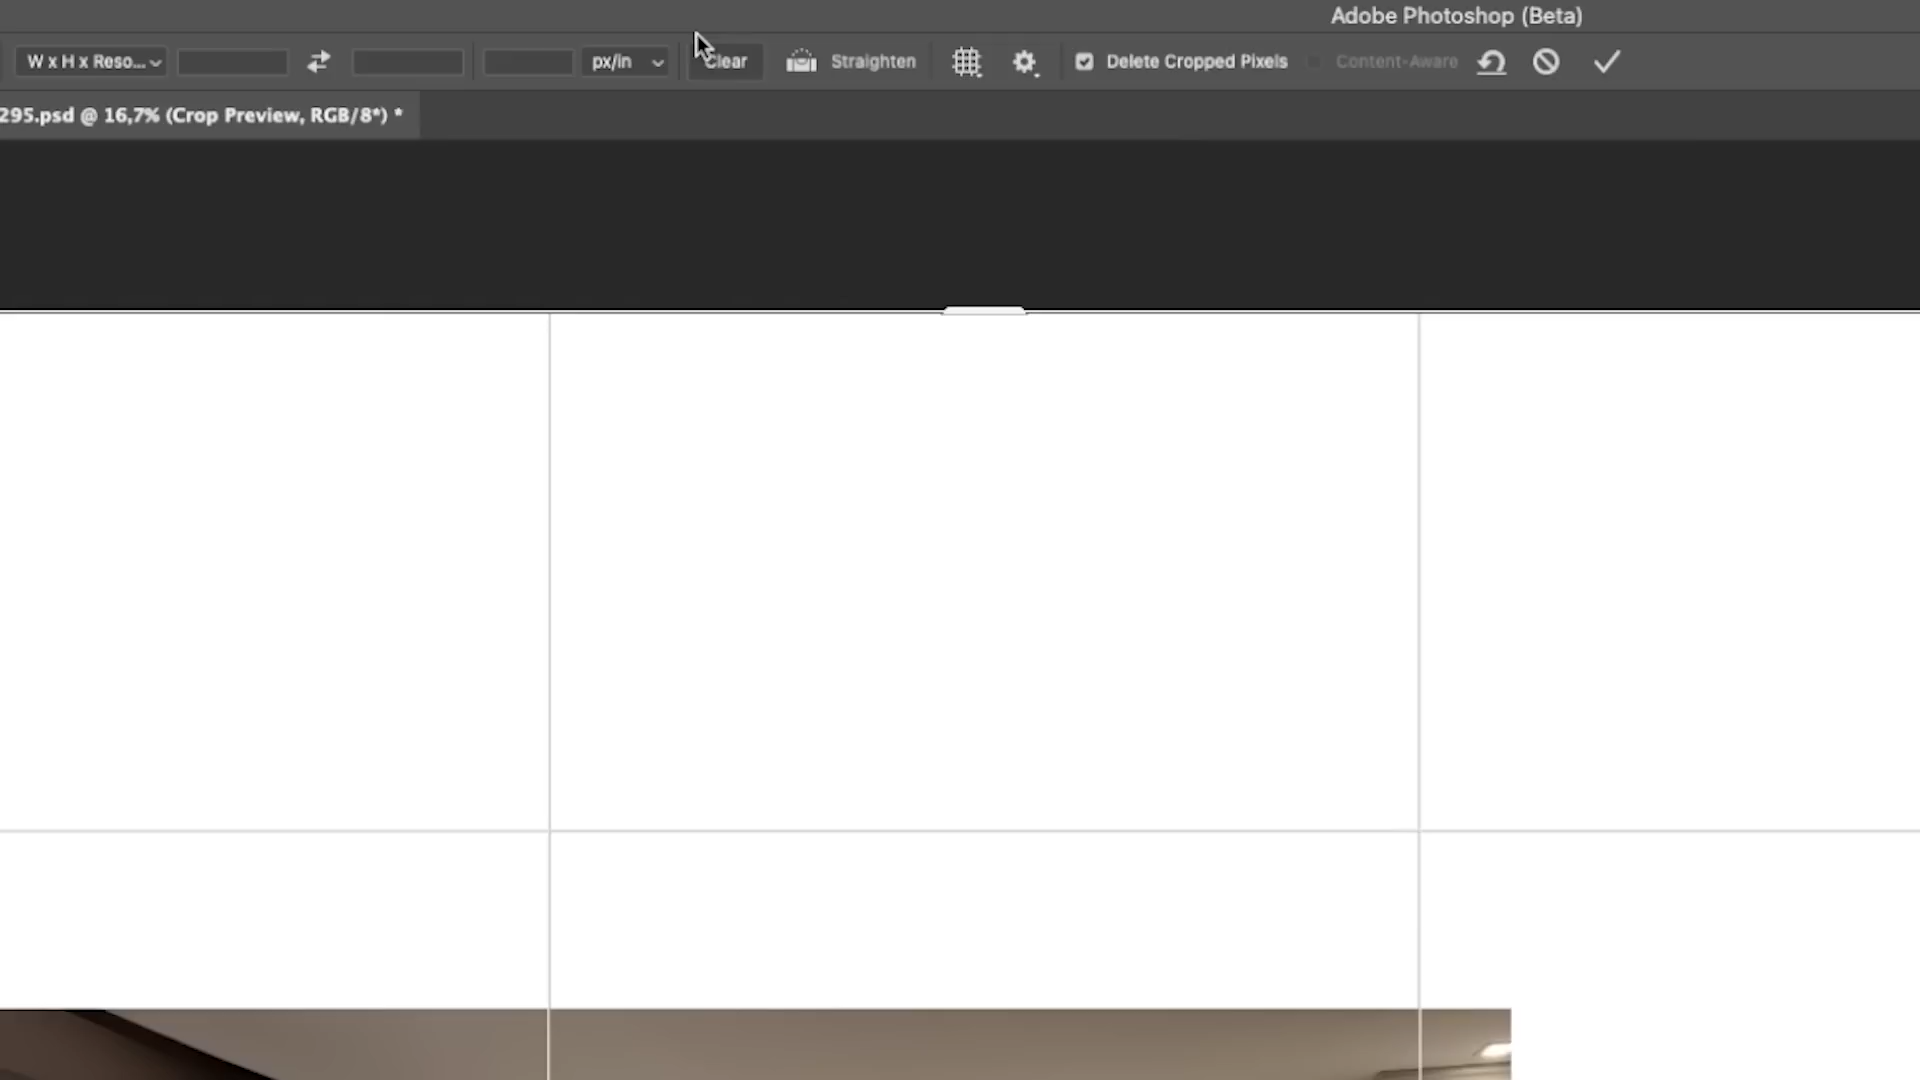 Adobe Photoshop (Beta)
W x H x Reso... px/in Clear Straighten Delete Cropped Pixels Content-Aware
295.psd @ 16,7% (Crop Preview, RGB/8*) *